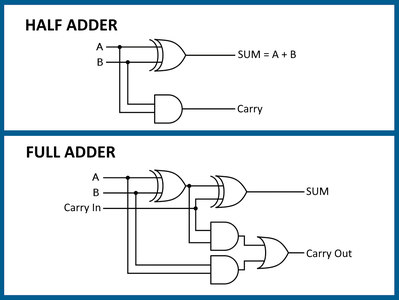 HALF ADDER
A
B
SUM = A + B
Carry
FULL ADDER
A
B
Carry In
SUM
Carry Out